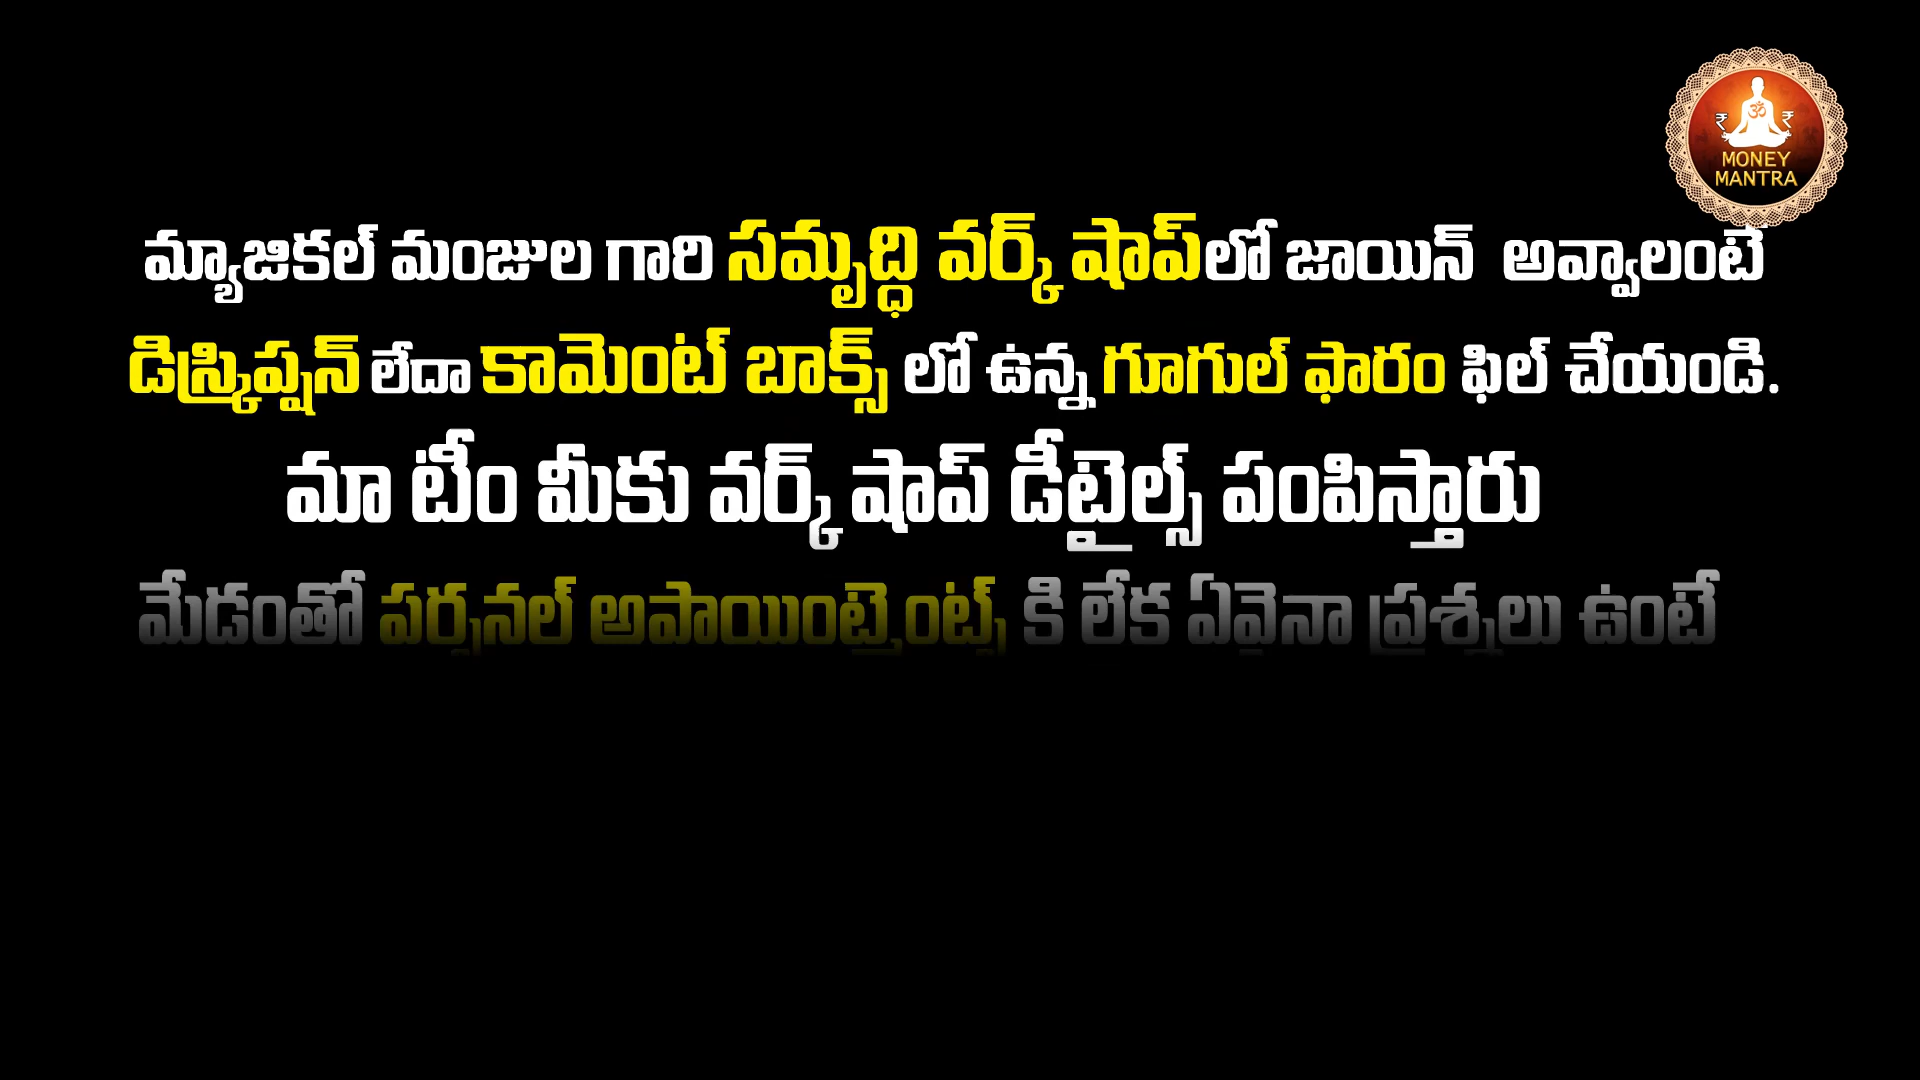 ₹ ॐ ₹
MONEY
MANTRA
మ్యాజికల్ మంజుల గారి సమృద్ధి వర్క్ షాప్‌లో జాయిన్ అవ్వాలంటే
డిస్క్రిప్షన్ లేదా కామెంట్ బాక్స్ లో ఉన్న గూగుల్ ఫారం ఫిల్ చేయండి.
మా టీం మీకు వర్క్ షాప్ డీటైల్స్ పంపిస్తారు
మేడంతో పర్సనల్ అపాయింట్మెంట్స్ కి లేక ఏవైనా ప్రశ్నలు ఉంటే